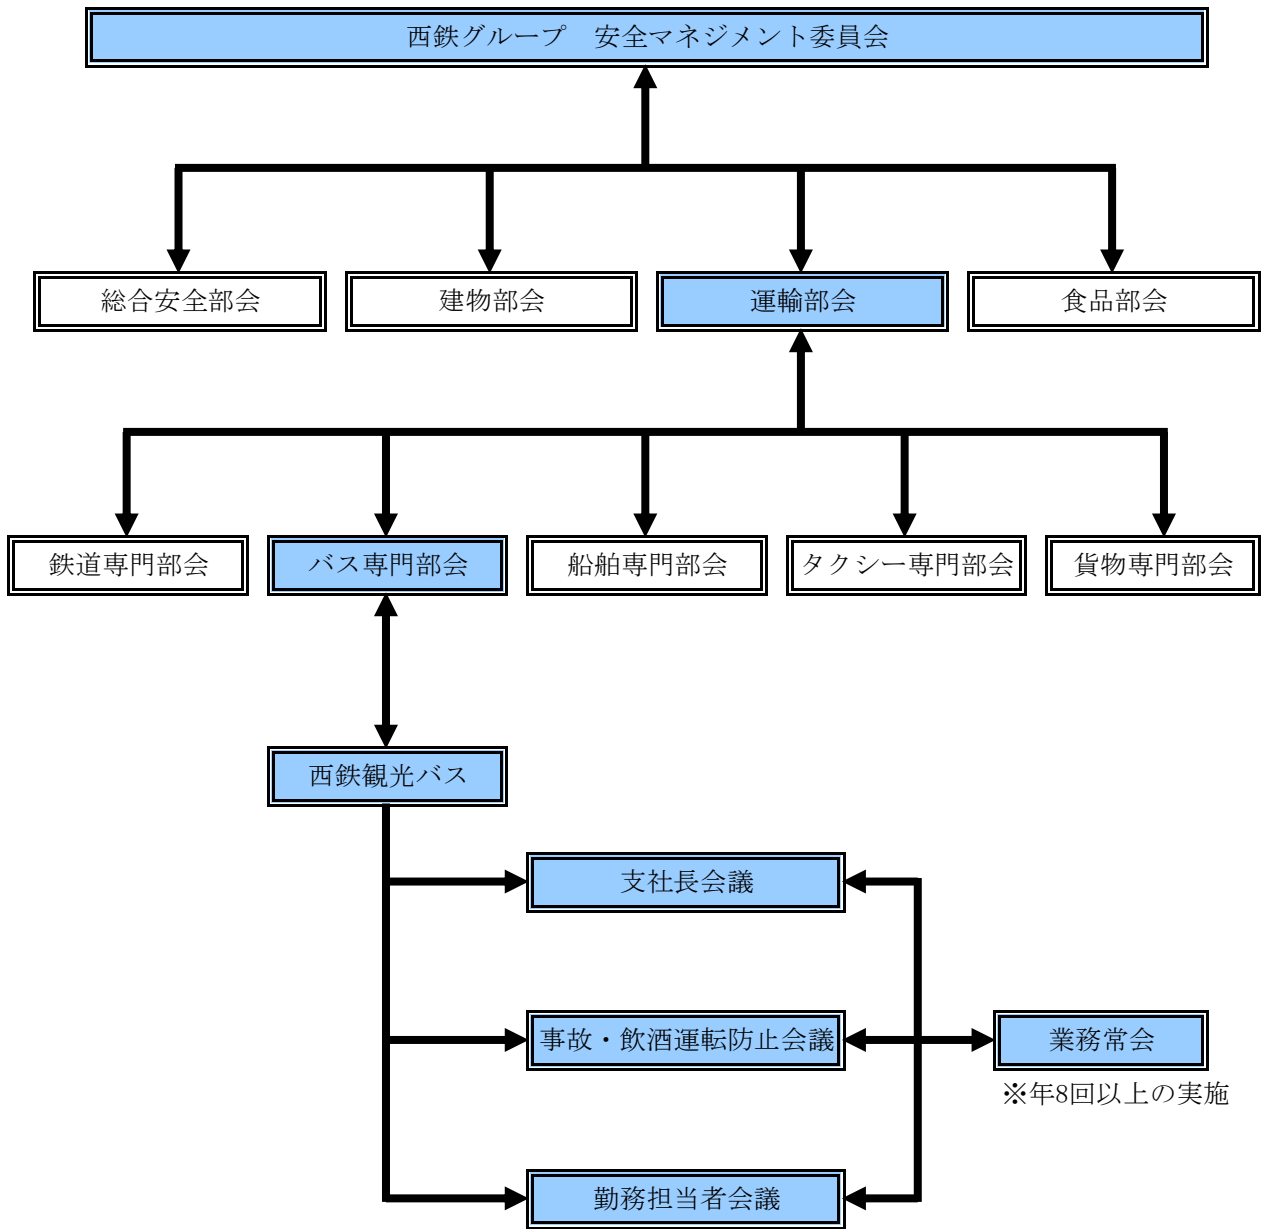 西鉄グループ　安全マネジメント委員会
総合安全部会
建物部会
運輸部会
食品部会
鉄道専門部会
バス専門部会
船舶専門部会
タクシー専門部会
貨物専門部会
西鉄観光バス
支社長会議
事故・飲酒運転防止会議
業務常会
※年8回以上の実施
勤務担当者会議